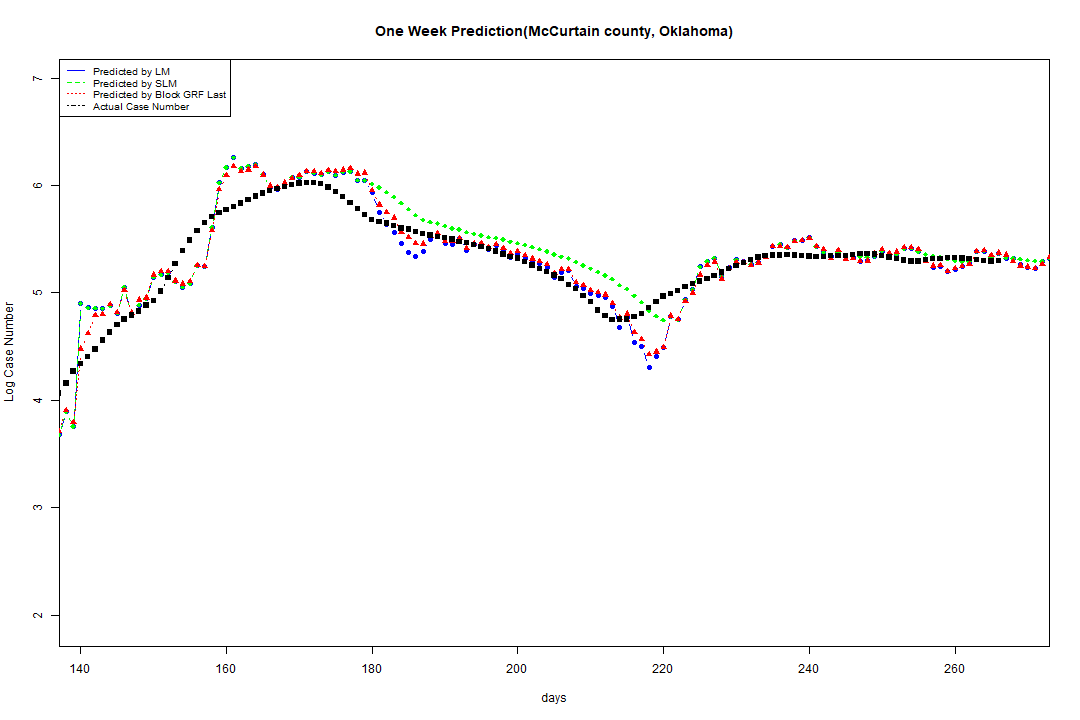 One Week Prediction(McCurtain county, Oklahoma)
Predicted by LM
Predicted by SLM
Predicted by Block GRF Last
Actual Case Number
7
6
5
4
3
2
Log Case Number
140 160 180 200 220 240 260
days